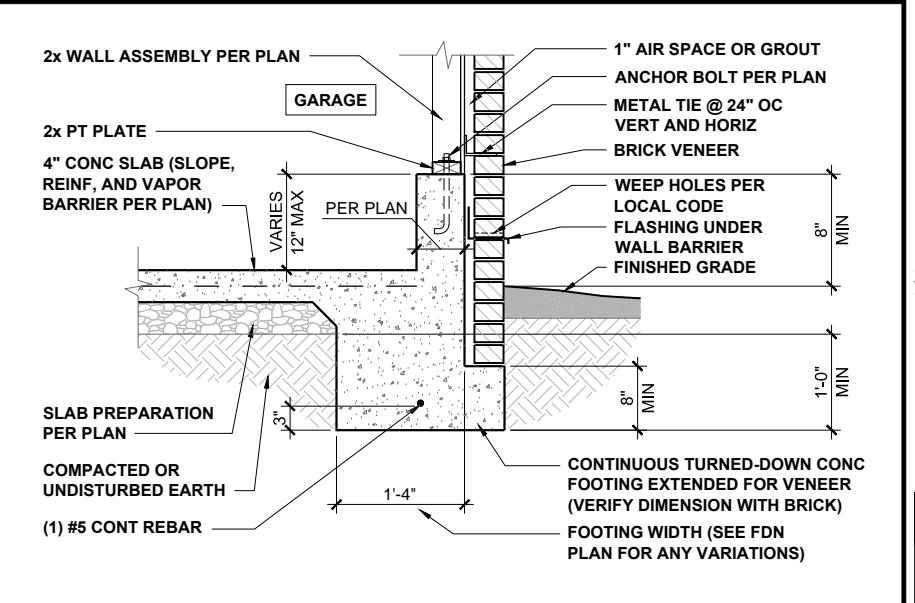 2x WALL ASSEMBLY PER PLAN
GARAGE
2x PT PLATE
4" CONC SLAB (SLOPE,
REINF, AND VAPOR
BARRIER PER PLAN)
VARIES
12" MAX
PER PLAN
1" AIR SPACE OR GROUT
ANCHOR BOLT PER PLAN
METAL TIE @ 24" OC
VERT AND HORIZ
BRICK VENEER
WEEP HOLES PER
LOCAL CODE
FLASHING UNDER
WALL BARRIER
FINISHED GRADE
8"
MIN
SLAB PREPARATION
PER PLAN
3"
COMPACTED OR
UNDISTURBED EARTH
(1) #5 CONT REBAR
1'-4"
8"
MIN
1'-0"
MIN
CONTINUOUS TURNED-DOWN CONC
FOOTING EXTENDED FOR VENEER
(VERIFY DIMENSION WITH BRICK)
FOOTING WIDTH (SEE FDN
PLAN FOR ANY VARIATIONS)